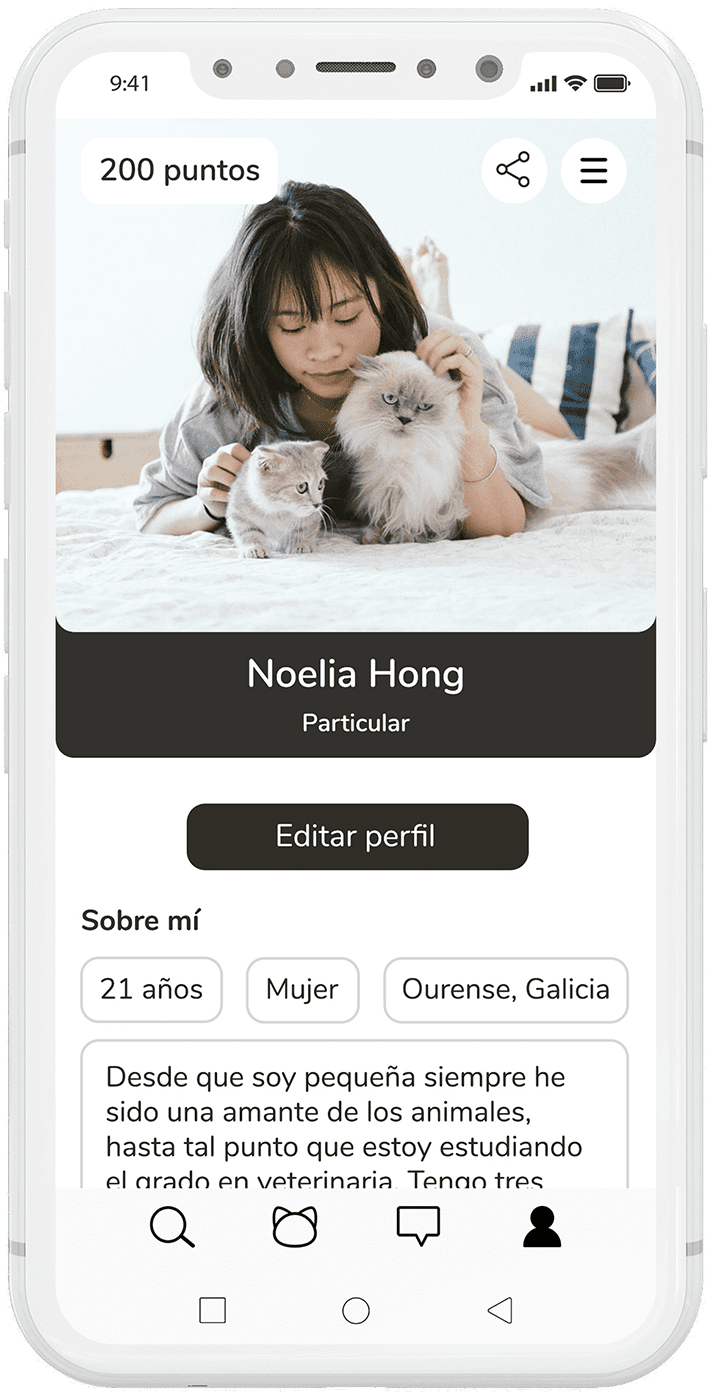 9:41
200 puntos
Noelia Hong
Particular
Editar perfil
Sobre mí
21 años
Mujer
Ourense, Galicia
Desde que soy pequeña siempre he
sido una amante de los animales,
hasta tal punto que estoy estudiando
el grado en veterinaria. Tengo tres